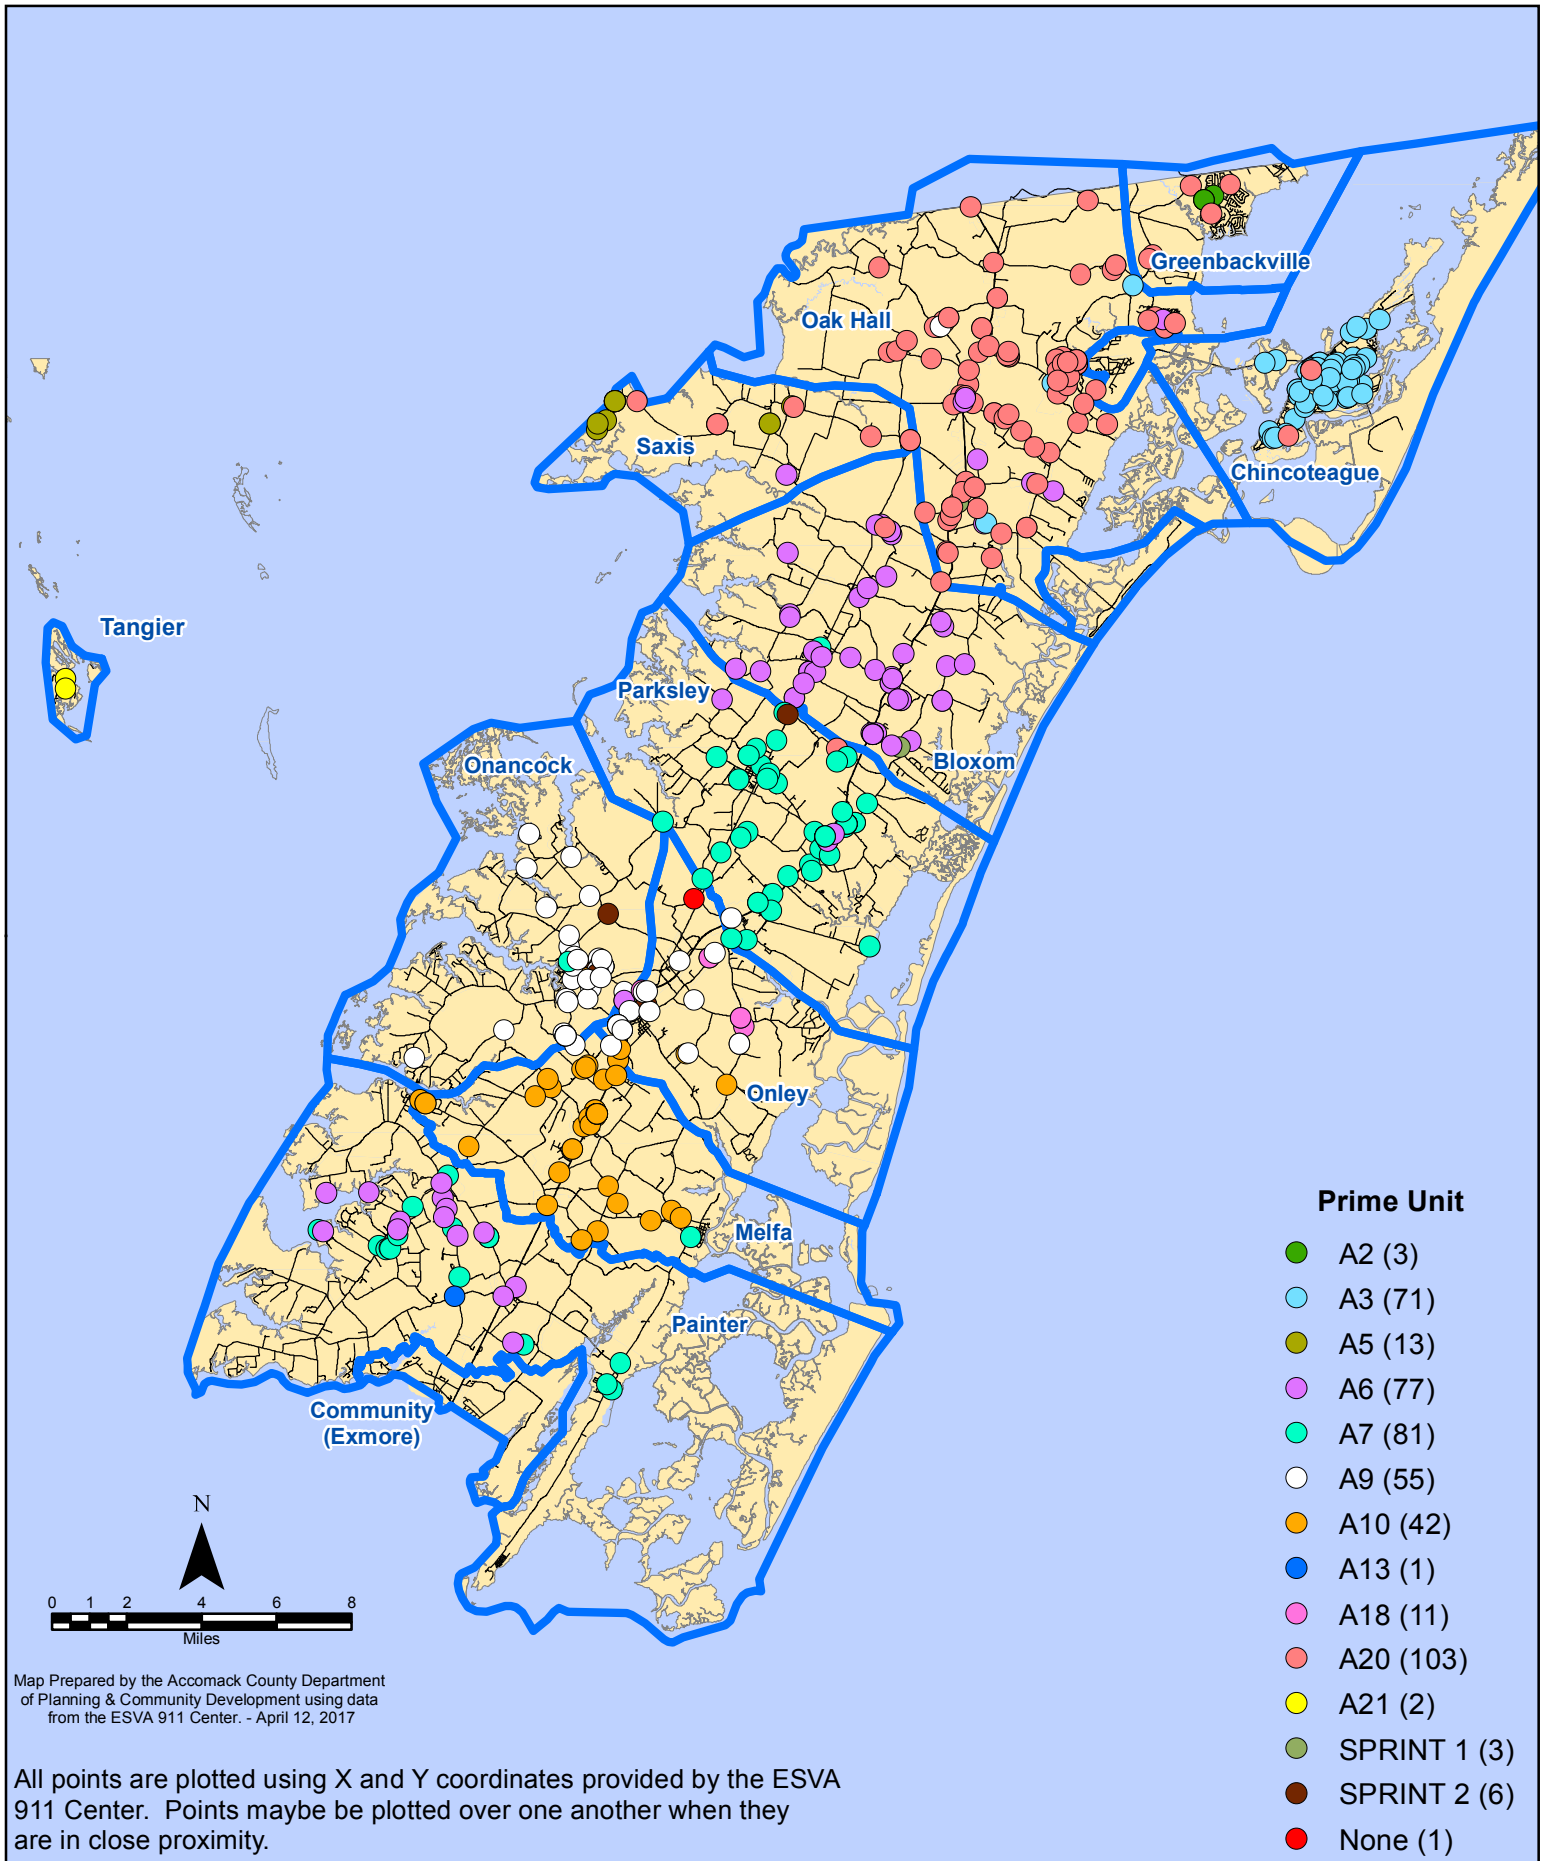 Greenbackville
Oak Hall
Saxis
Chincoteague
Tangier
Parksley
Bloxom
Onancock
Onley
Melfa
Painter
Community
(Exmore)
Prime Unit
A2 (3)
A3 (71)
A5 (13)
A6 (77)
A7 (81)
A9 (55)
A10 (42)
A13 (1)
A18 (11)
A20 (103)
A21 (2)
SPRINT 1 (3)
SPRINT 2 (6)
None (1)
N
0 1 2 4 6 8
Miles
Map Prepared by the Accomack County Department
of Planning & Community Development using data
from the ESVA 911 Center. - April 12, 2017
All points are plotted using X and Y coordinates provided by the ESVA
911 Center. Points maybe be plotted over one another when they
are in close proximity.